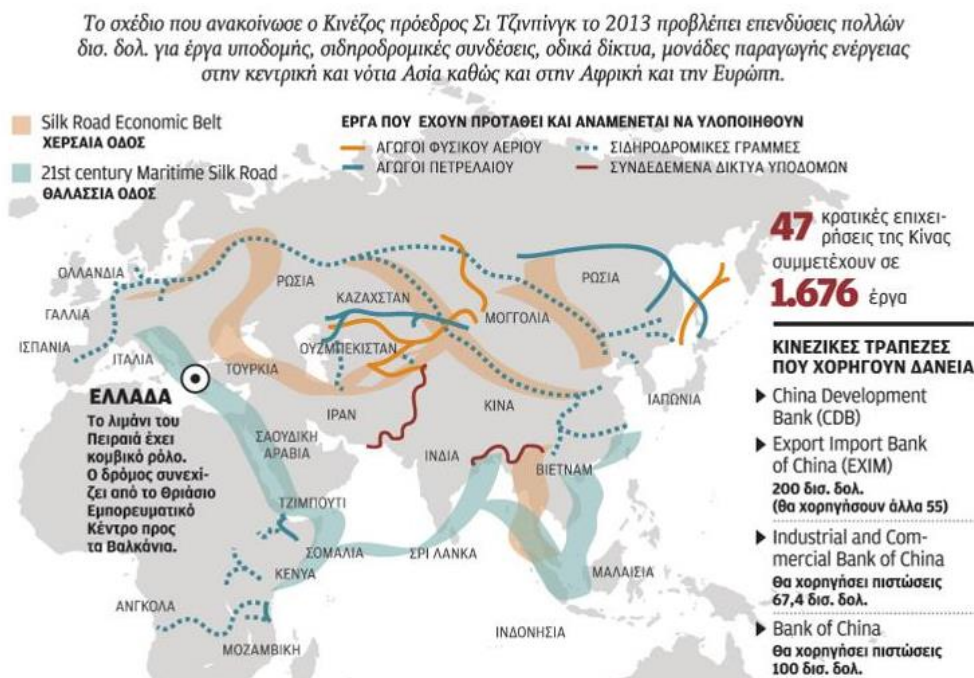 Το σχέδιο που ανακοίνωσε ο Κινέζος πρόεδρος Σι Τζινπίνγκ το 2013 προβλέπει επενδύσεις πολλών
δισ. δολ. για έργα υποδομής, σιδηροδρομικές συνδέσεις, οδικά δίκτυα, μονάδες παραγωγής ενέργειας
στην κεντρική και νότια Ασία καθώς και στην Αφρική και την Ευρώπη.
Silk Road Economic Belt
ΧΕΡΣΑΙΑ ΟΔΟΣ
21st century Maritime Silk Road
ΘΑΛΑΣΣΙΑ ΟΔΟΣ
ΕΡΓΑ ΠΟΥ ΕΧΟΥΝ ΠΡΟΤΑΘΕΙ ΚΑΙ ΑΝΑΜΕΝΕΤΑΙ ΝΑ ΥΛΟΠΟΙΗΘΟΥΝ
ΑΓΩΓΟΙ ΦΥΣΙΚΟΥ ΑΕΡΙΟΥ
ΣΙΔΗΡΟΔΡΟΜΙΚΕΣ ΓΡΑΜΜΕΣ
ΑΓΩΓΟΙ ΠΕΤΡΕΛΑΙΟΥ
ΣΥΝΔΕΔΕΜΕΝΑ ΔΙΚΤΥΑ ΥΠΟΔΟΜΩΝ
ΟΛΛΑΝΔΙΑ
ΓΑΛΛΙΑ
ΙΣΠΑΝΙΑ
ΙΤΑΛΙΑ
ΡΩΣΙΑ
ΚΑΖΑΧΣΤΑΝ
ΟΥΖΜΠΕΚΙΣΤΑΝ
ΤΟΥΡΚΙΑ
ΜΟΓΓΟΛΙΑ
ΡΩΣΙΑ
ΙΑΠΩΝΙΑ
ΚΙΝΑ
ΙΡΑΝ
ΣΑΟΥΔΙΚΗ
ΑΡΑΒΙΑ
ΙΝΔΙΑ
ΒΙΕΤΝΑΜ
ΤΖΙΜΠΟΥΤΙ
ΣΟΜΑΛΙΑ
ΣΡΙ ΛΑΝΚΑ
ΚΕΝΥΑ
ΜΑΛΑΙΣΙΑ
ΑΝΓΚΟΛΑ
ΙΝΔΟΝΗΣΙΑ
ΜΟΖΑΜΒΙΚΗ
ΕΛΛΑΔΑ
Το λιμάνι του
Πειραιά έχει
κομβικό ρόλο.
Ο δρόμος συνεχί-
ζει από το Θριάσιο
Εμπορευματικό
Κέντρο προς
τα Βαλκάνια.
47 κρατικές επιχει-
ρήσεις της Κίνας
συμμετέχουν σε
1.676 έργα
ΚΙΝΕΖΙΚΕΣ ΤΡΑΠΕΖΕΣ
ΠΟΥ ΧΟΡΗΓΟΥΝ ΔΑΝΕΙΑ
China Development
Bank (CDB)
Export Import Bank
of China (EXIM)
200 δισ. δολ.
(θα χορηγήσουν άλλα 55)
Industrial and Com-
mercial Bank of China
Θα χορηγήσει πιστώσεις
67,4 δισ. δολ.
Bank of China
Θα χορηγήσει πιστώσεις
100 δισ. δολ.